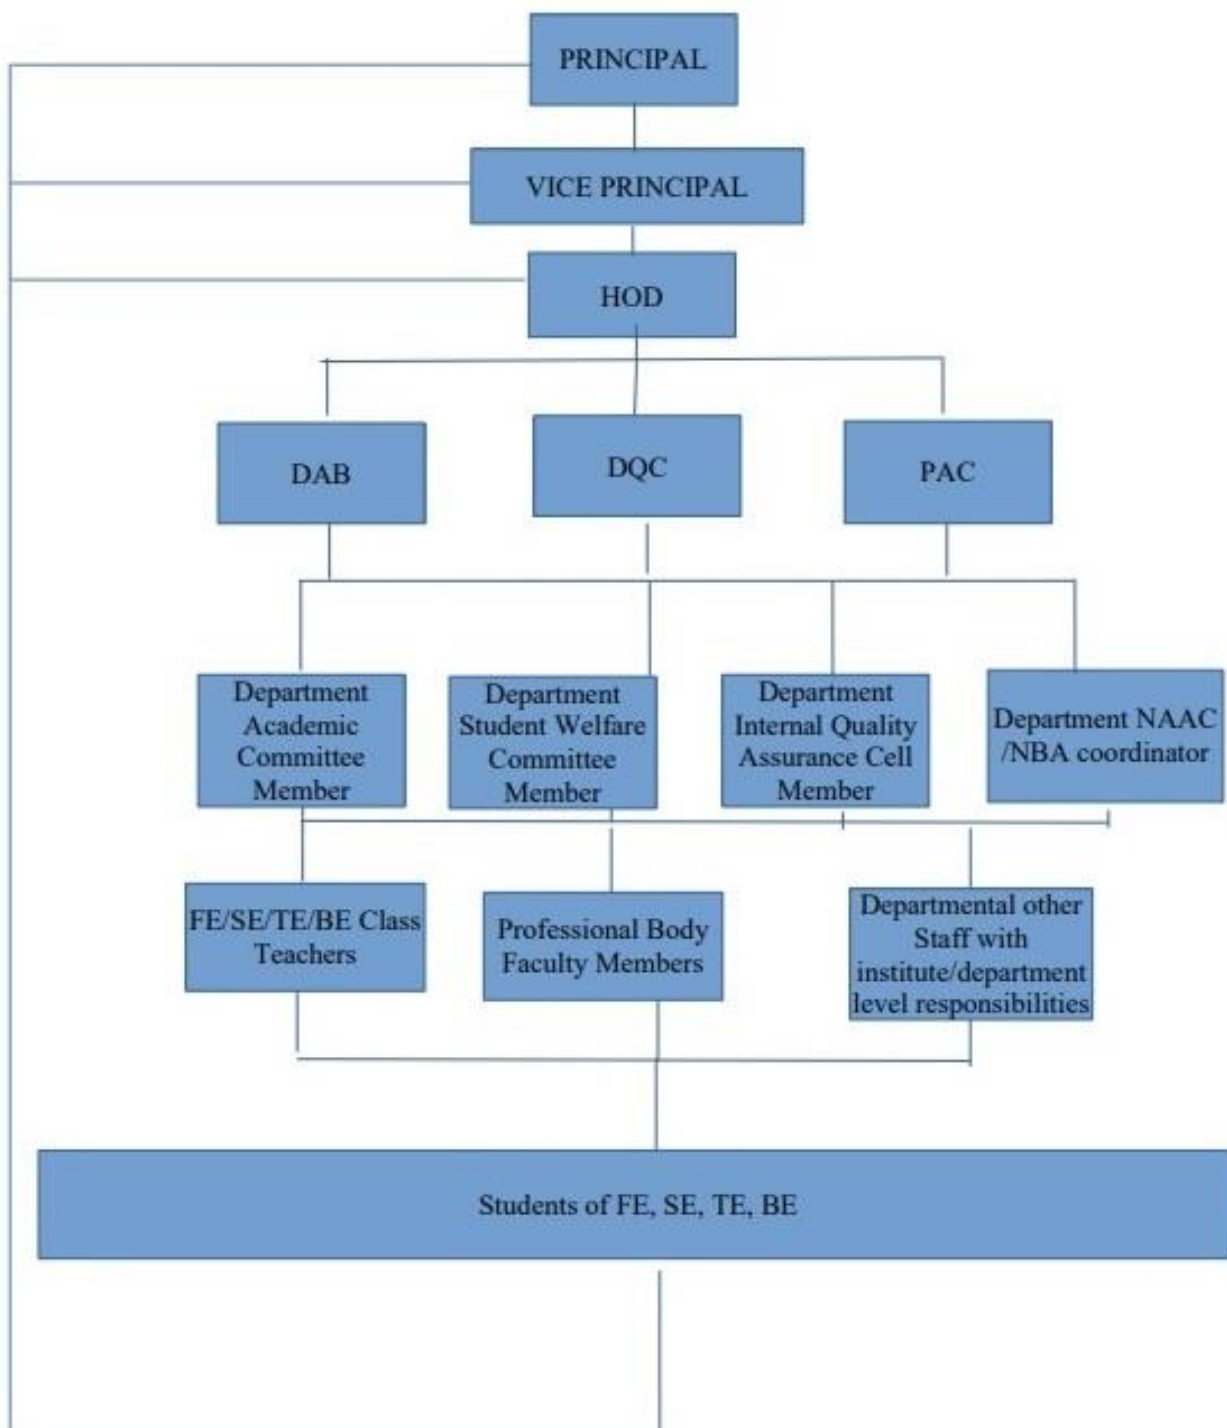 PRINCIPAL
VICE PRINCIPAL
HOD
DAB
DQC
PAC
Department
Academic
Committee
Member
Department
Student Welfare
Committee
Member
Department
Internal Quality
Assurance Cell
Member
Department NAAC
/NBA coordinator
FE/SE/TE/BE Class
Teachers
Professional Body
Faculty Members
Departmental other
Staff with
institute/department
level responsibilities
Students of FE, SE, TE, BE